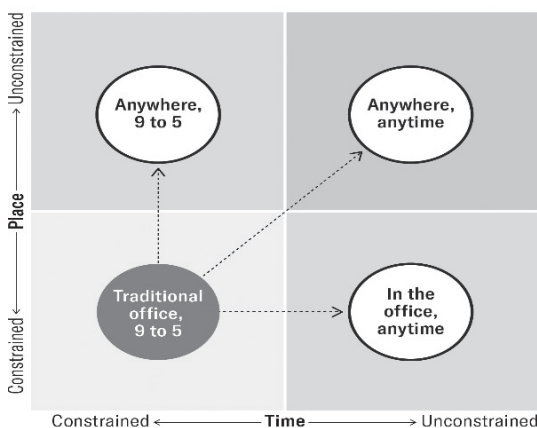 Unconstrained
Place
Constrained
Anywhere,
9 to 5
Anywhere,
anytime
Traditional
office,
9 to 5
In the
office,
anytime
Constrained
Time
Unconstrained